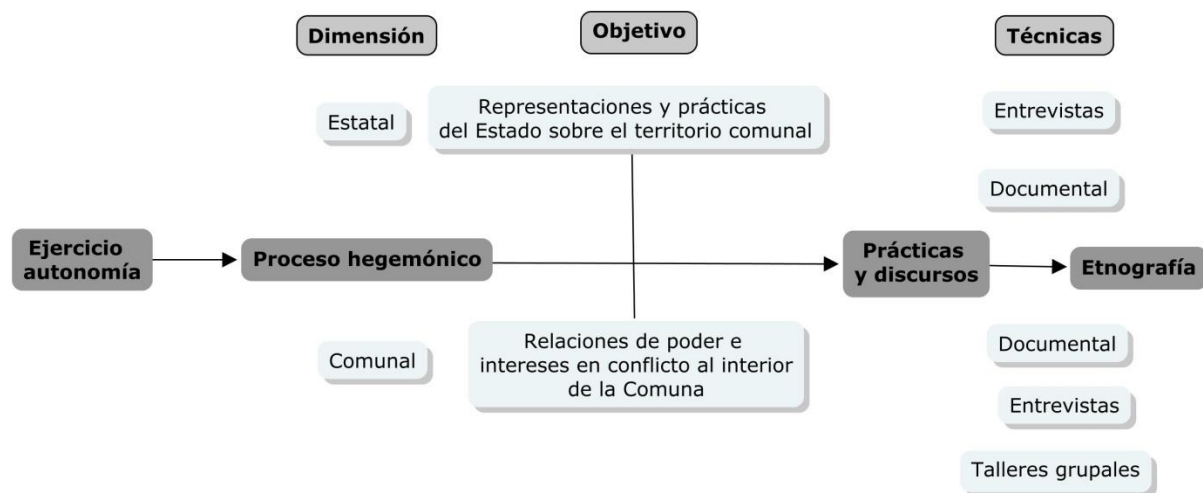 Dimensión
Objetivo
Técnicas
Estatal
Representaciones y prácticas
del Estado sobre el territorio comunal
Entrevistas
Documental
Ejercicio
autonomía
Proceso hegemónico
Prácticas
y discursos
Etnografía
Comunal
Relaciones de poder e
intereses en conflicto al interior
de la Comuna
Documental
Entrevistas
Talleres grupales